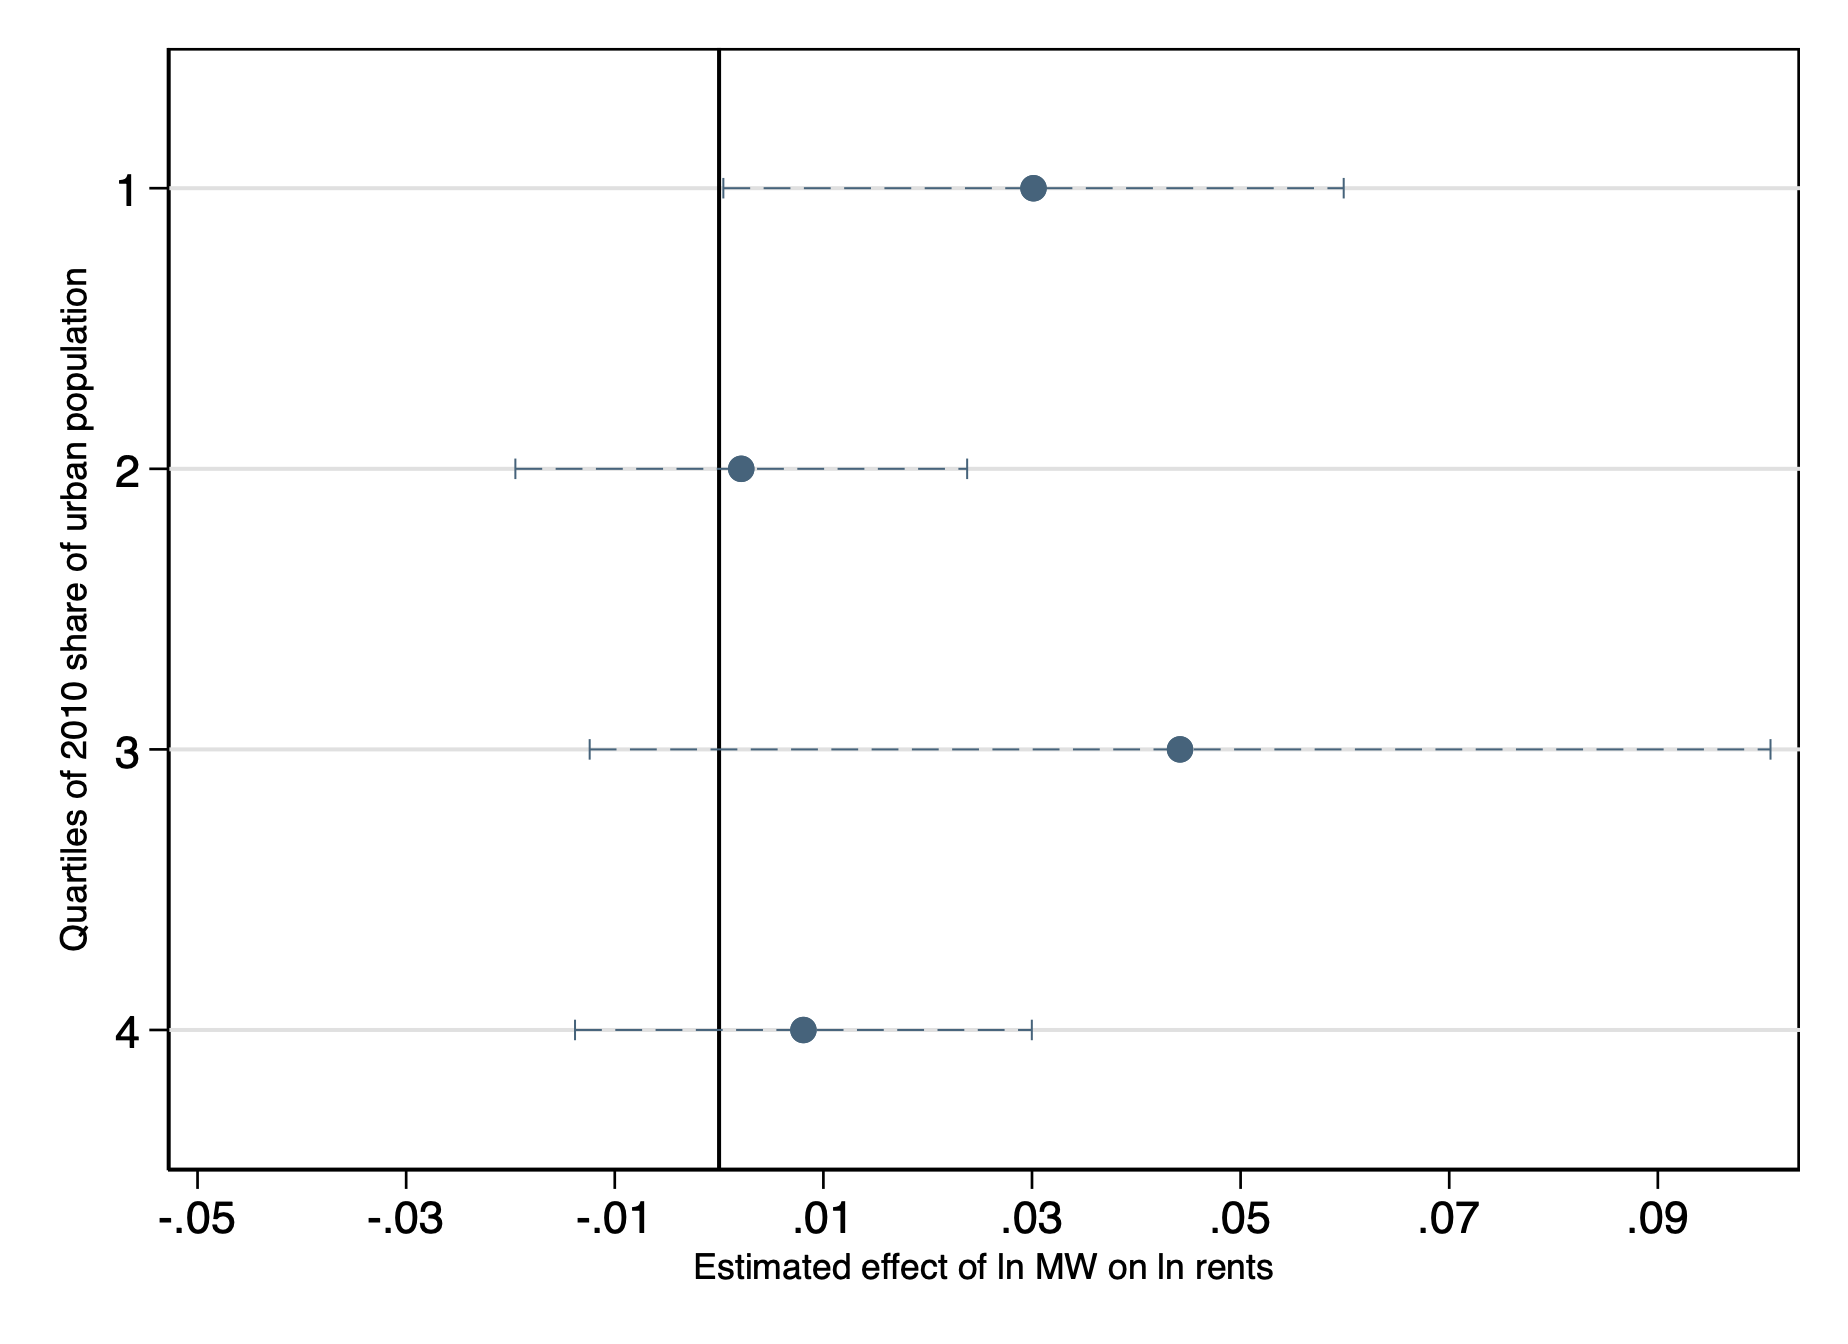 Quartiles of 2010 share of urban population
1
2
3
4
-.05 -.03 -.01 .01 .03 .05 .07 .09
Estimated effect of ln MW on ln rents